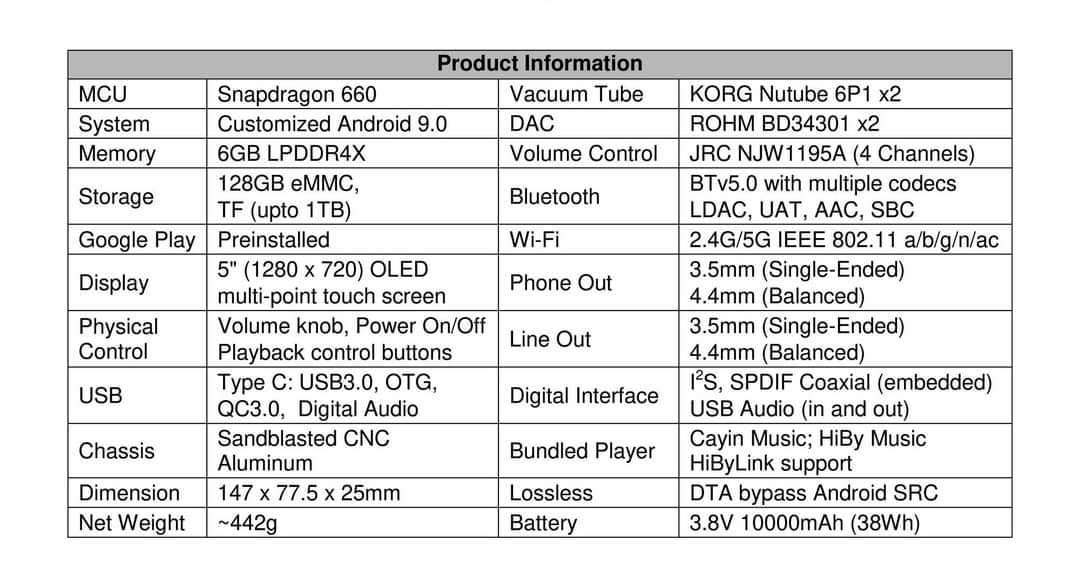 Product Information
MCU Snapdragon 660 Vacuum Tube KORG Nutube 6P1 x2
System Customized Android 9.0 DAC ROHM BD34301 x2
Memory 6GB LPDDR4X Volume Control JRC NJW1195A (4 Channels)
Storage 128GB eMMC, TF (upto 1TB) Bluetooth BTv5.0 with multiple codecs LDAC, UAT, AAC, SBC
Google Play Preinstalled Wi-Fi 2.4G/5G IEEE 802.11 a/b/g/n/ac
Display 5" (1280 x 720) OLED multi-point touch screen Phone Out 3.5mm (Single-Ended) 4.4mm (Balanced)
Physical Control Volume knob, Power On/Off Playback control buttons Line Out 3.5mm (Single-Ended) 4.4mm (Balanced)
USB Type C: USB3.0, OTG, QC3.0, Digital Audio Digital Interface I²S, SPDIF Coaxial (embedded) USB Audio (in and out)
Chassis Sandblasted CNC Aluminum Bundled Player Cayin Music; HiBy Music HiByLink support
Dimension 147 x 77.5 x 25mm Lossless DTA bypass Android SRC
Net Weight ~442g Battery 3.8V 10000mAh (38Wh)